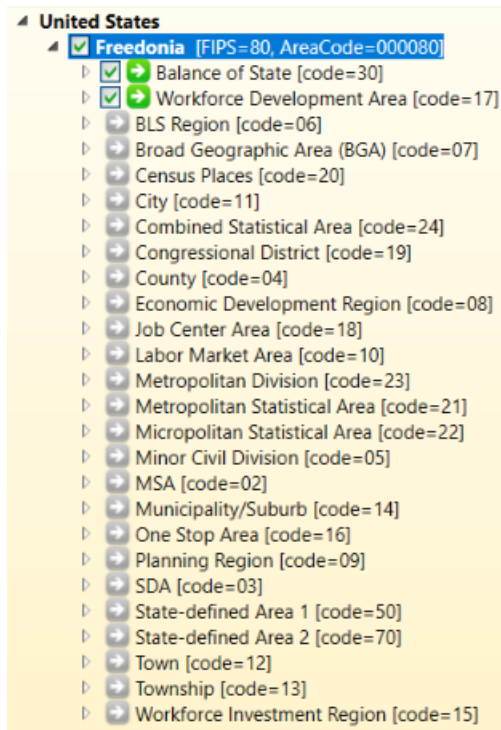 United States
Freedonia [FIPS=80, AreaCode=000080]
Balance of State [code=30]
Workforce Development Area [code=17]
BLS Region [code=06]
Broad Geographic Area (BGA) [code=07]
Census Places [code=20]
City [code=11]
Combined Statistical Area [code=24]
Congressional District [code=19]
County [code=04]
Economic Development Region [code=08]
Job Center Area [code=18]
Labor Market Area [code=10]
Metropolitan Division [code=23]
Metropolitan Statistical Area [code=21]
Micropolitan Statistical Area [code=22]
Minor Civil Division [code=05]
MSA [code=02]
Municipality/Suburb [code=14]
One Stop Area [code=16]
Planning Region [code=09]
SDA [code=03]
State-defined Area 1 [code=50]
State-defined Area 2 [code=70]
Town [code=12]
Township [code=13]
Workforce Investment Region [code=15]